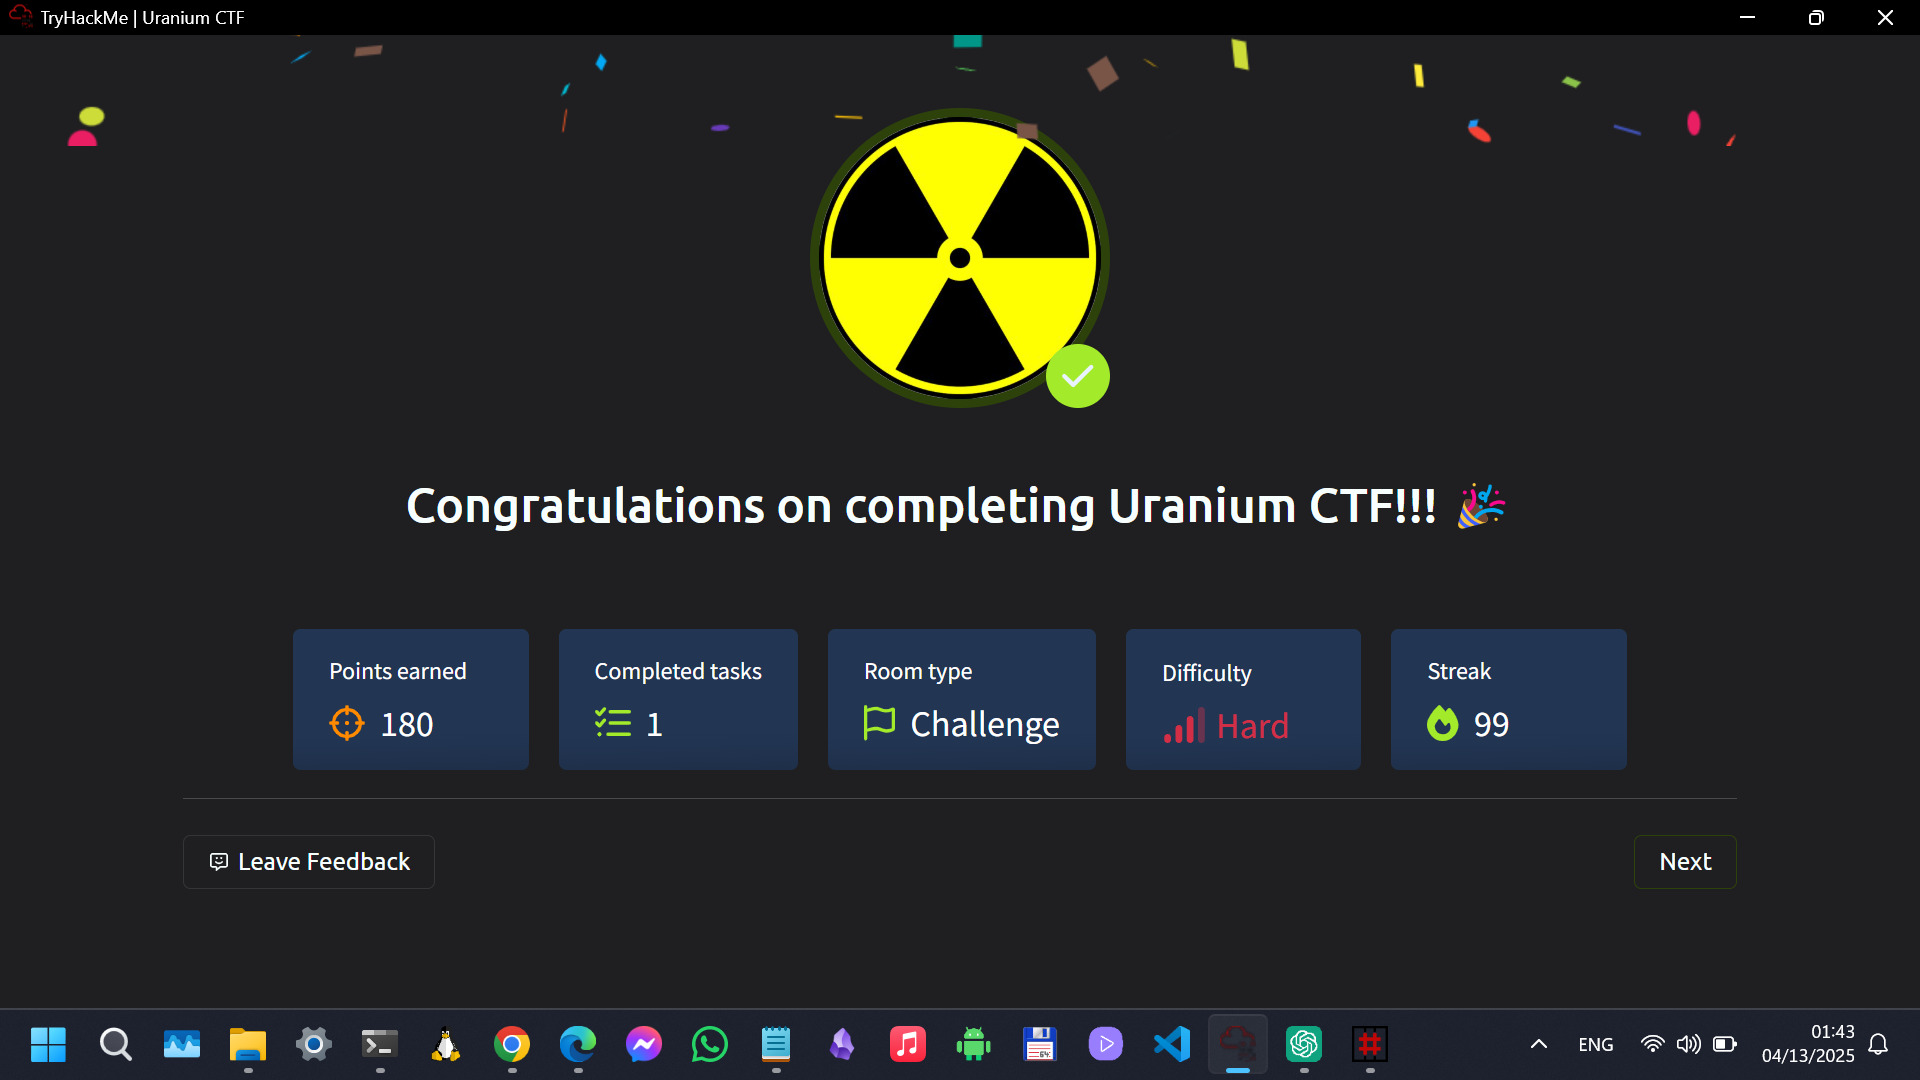 TryHackMe | Uranium CTF
Congratulations on completing Uranium CTF!!! 🎉
Points earned
180
Completed tasks
1
Room type
Challenge
Difficulty
Hard
Streak
99
Leave Feedback
Next
64
ENG
01:43
04/13/2025